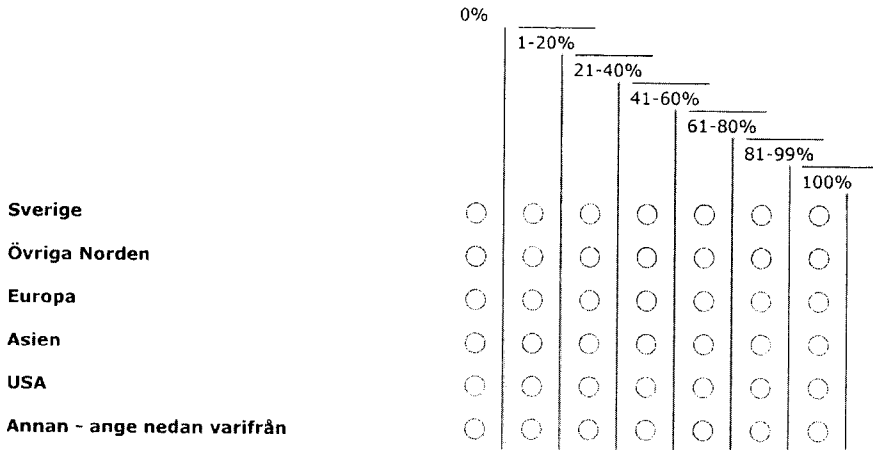 0%
1-20%
21-40%
41-60%
61-80%
81-99%
100%
Sverige
Övriga Norden
Europa
Asien
USA
Annan - ange nedan varifrån